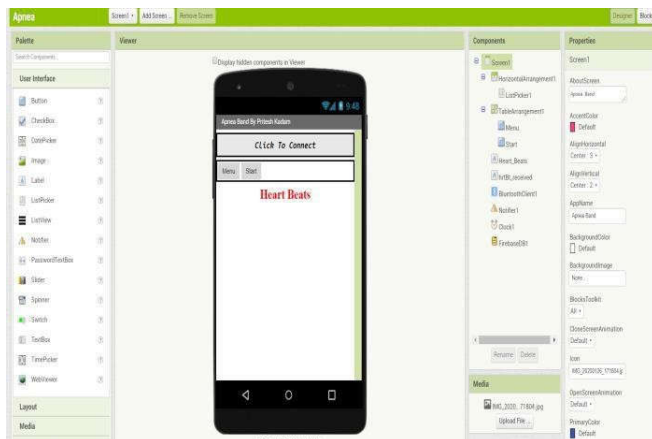 Apnea
Screen1
Add Screen ...
Remove Screen
Designer
Block
Palette
Search Components...
User Interface
Button
CheckBox
DatePicker
Image
Label
ListPicker
ListView
Notifier
PasswordTextBox
Slider
Spinner
Switch
TextBox
TimePicker
WebViewer
Layout
Media
Viewer
Display hidden components in Viewer
9:48
Apnea Band By Pritesh Kadam
Click To Connect
Menu Start
Heart Beats
Components
Screen1
HorizontalArrangement1
ListPicker1
TableArrangement1
Menu
Start
Heart_Beats
BluetoothClient1
Notifier1
Clock1
FirebaseDB1
Rename Delete
Media
Upload File ...
Properties
Screen1
AboutScreen
Apnea Band
AccentColor
Default
AlignHorizontal
Center : 3
AlignVertical
Center : 2
AppName
Apnea Band
BackgroundColor
Default
BackgroundImage
None...
BlocksToolkit
All
CloseScreenAnimation
Default
Icon
OpenScreenAnimation
Default
PrimaryColor
Default